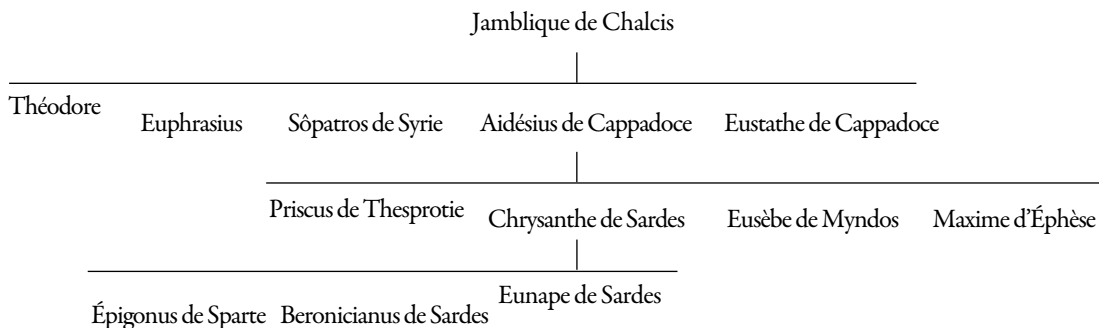 Jamblique de Chalcis
Théodore
Euphrasius Sôpatros de Syrie Aidésius de Cappadoce Eustathe de Cappadoce
Priscus de Thesprotie Chrysanthe de Sardes Eusèbe de Myndos Maxime d'Éphèse
Eunape de Sardes
Épigonus de Sparte Beronicianus de Sardes